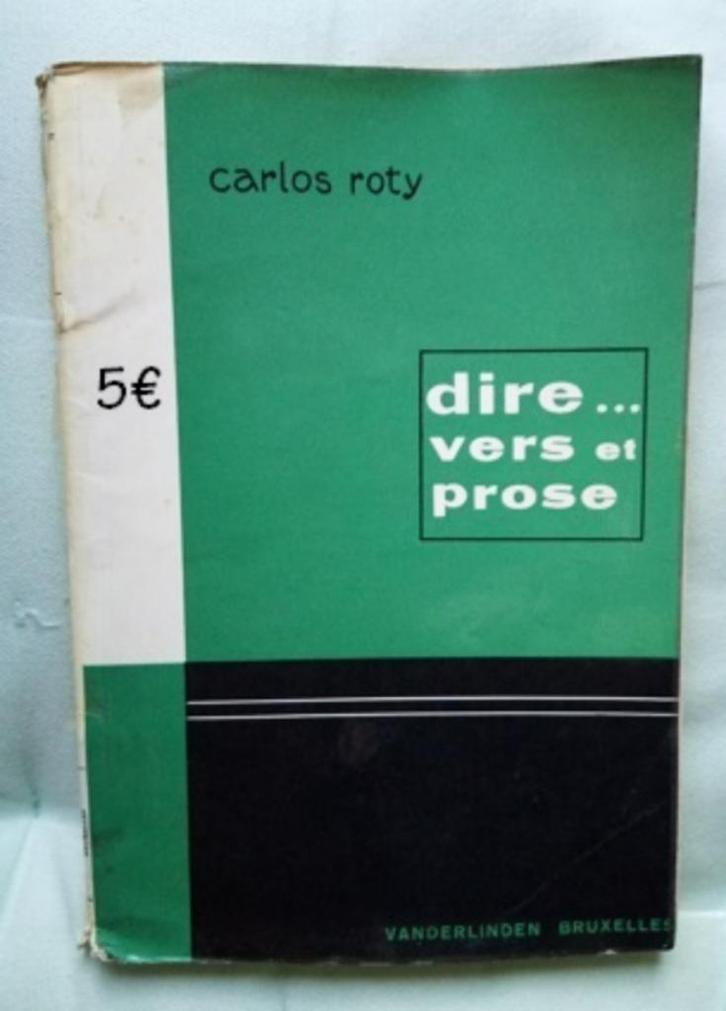 carlos roty
5€
dire...
vers et
prose
VANDERLINDEN BRUXELLES